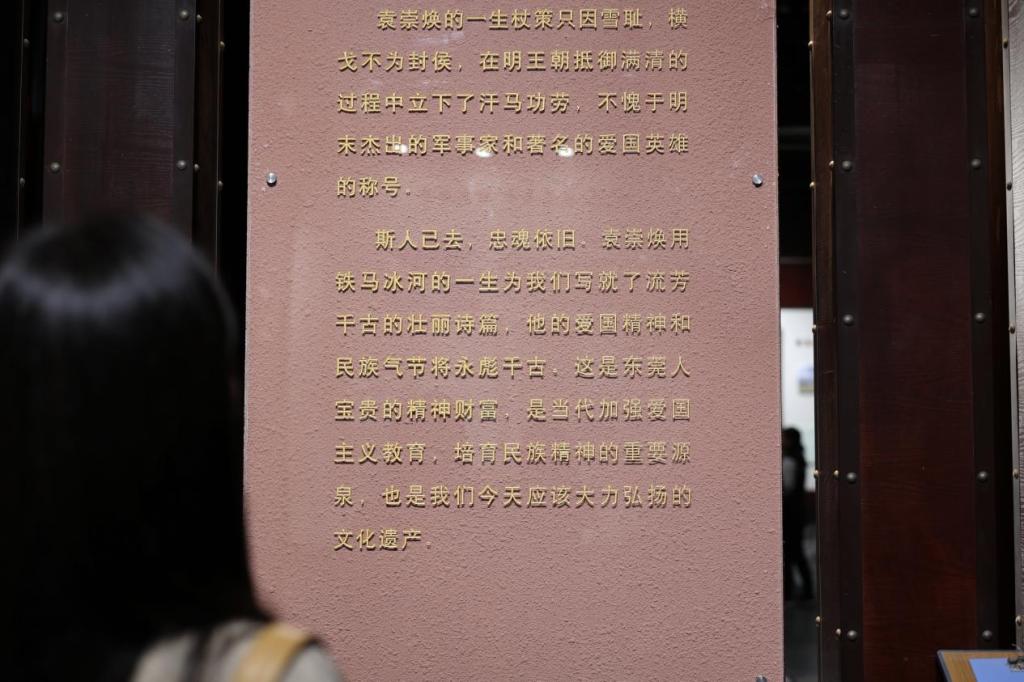 袁崇焕的一生杖策只因雪耻，横
戈不为封侯，在明王朝抵御满清的
过程中立下了汗马功劳，不愧于明
末杰出的军事家和著名的爱国英雄
的称号。
斯人已去，忠魂依旧。袁崇焕用
铁马冰河的一生为我们写就了流芳
千古的壮丽诗篇，他的爱国精神和
民族气节将永彪千古。这是东莞人
宝贵的精神财富，是当代加强爱国
主义教育，培育民族精神的重要源
泉，也是我们今天应该大力弘扬的
文化遗产。